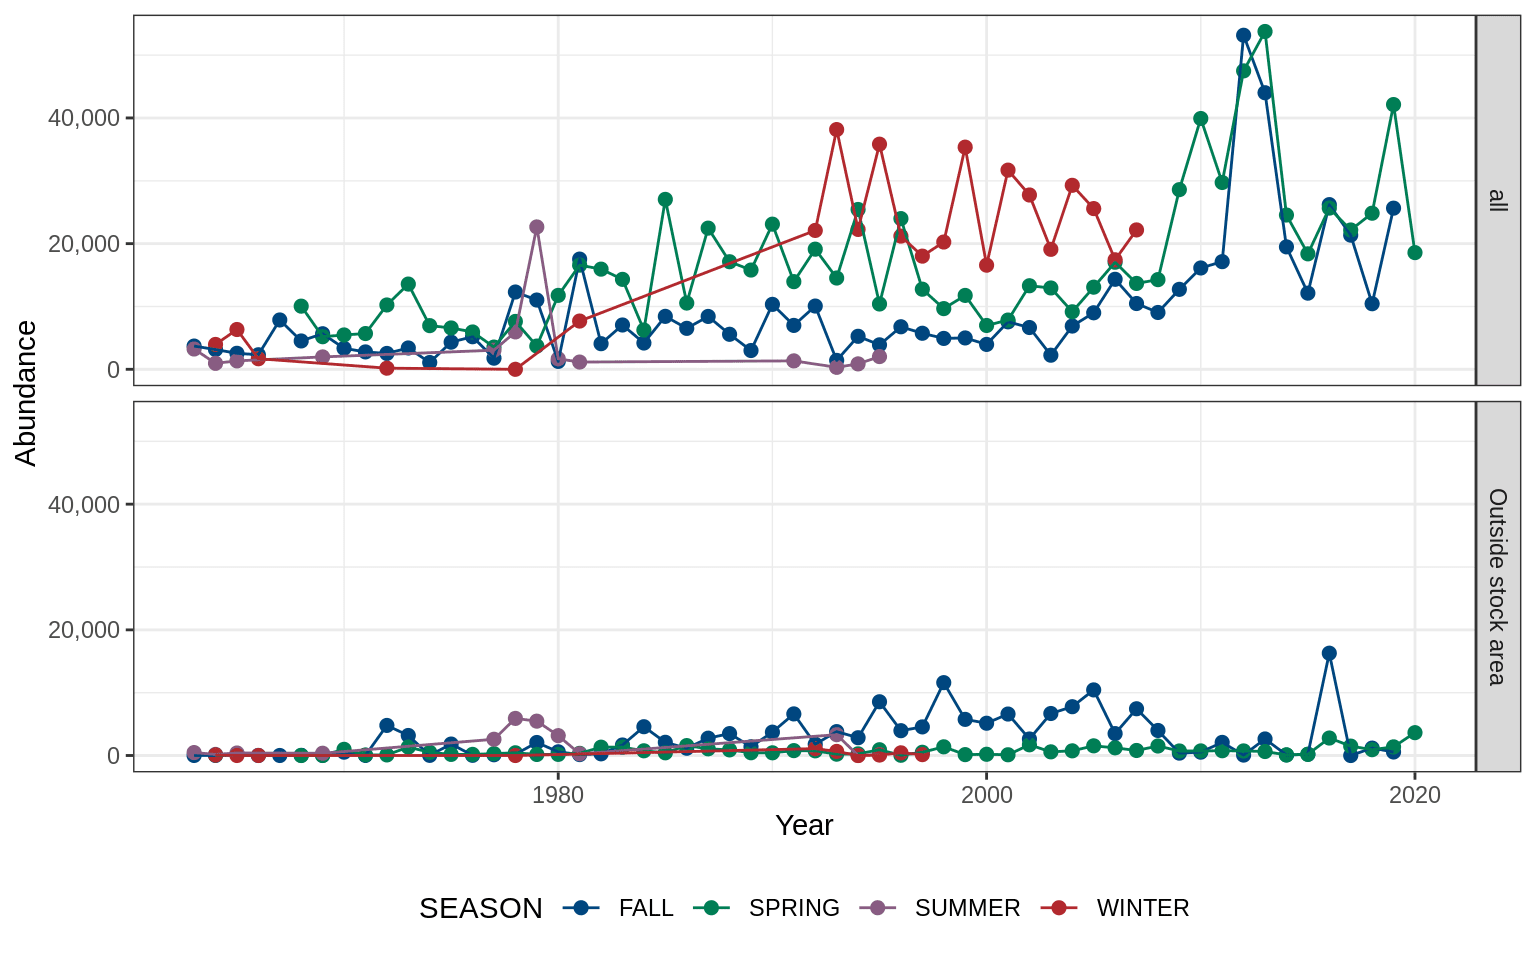 Abundance
40,000
20,000
0
all
40,000
20,000
0
Outside stock area
1980
2000
2020
Year
SEASON FALL SPRING SUMMER WINTER